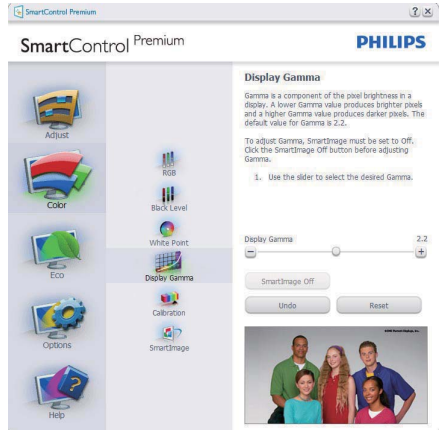 SmartControl Premium
SmartControl Premium
PHILIPS
Adjust
Color
Eco
Options
Help
RGB
Black Level
White Point
Display Gamma
Calibration
SmartImage
Display Gamma
Gamma is a component of the pixel brightness in a
display. A lower Gamma value produces brighter pixels
and a higher Gamma value produces darker pixels. The
default value for Gamma is 2.2.
To adjust Gamma, SmartImage must be set to Off.
Click the SmartImage Off button before adjusting
Gamma.
1. Use the slider to select the desired Gamma.
Display Gamma 2.2
SmartImage Off
Undo Reset